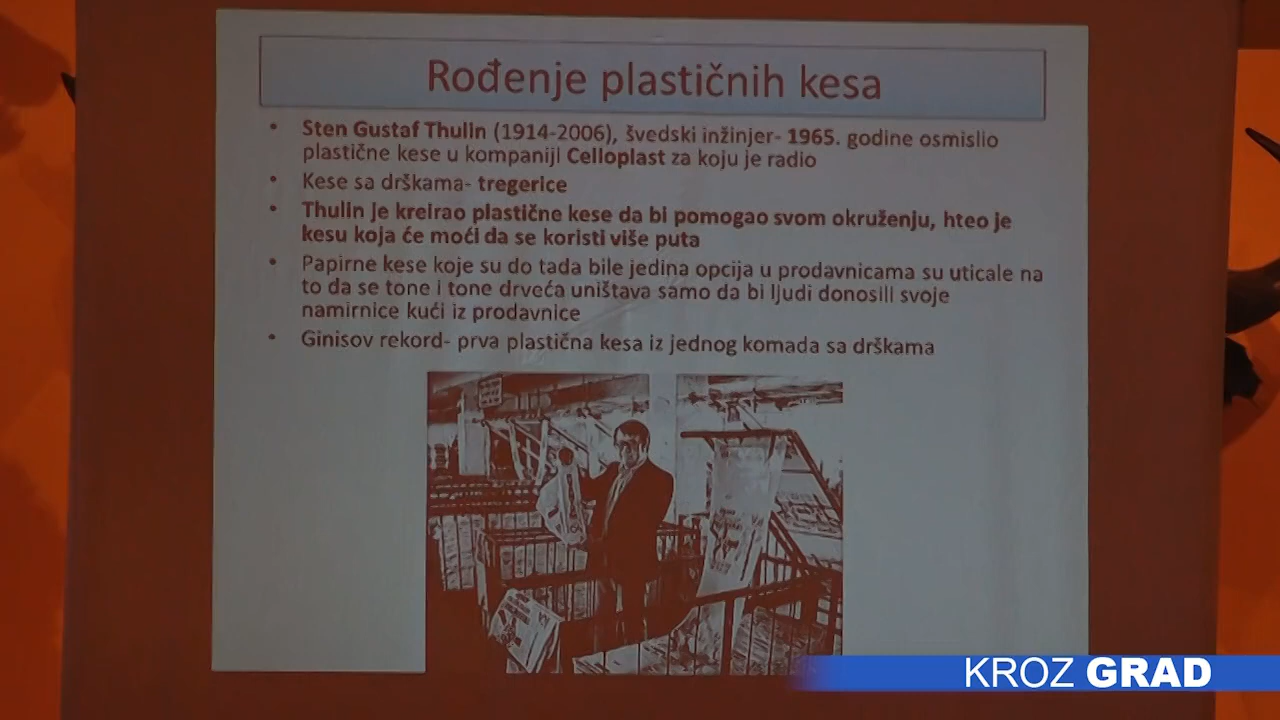 Rođenje plastičnih kesa
• Sten Gustaf Thulin (1914-2006), švedski inžinjer- 1965. godine osmislio
plastične kese u kompaniji Celloplast za koju je radio
• Kese sa drškama- tregerice
• Thulin je kreirao plastične kese da bi pomogao svom okruženju, hteo je
kesu koja će moći da se koristi više puta
• Papirne kese koje su do tada bile jedina opcija u prodavnicama su uticale na
to da se tone i tone drveća uništava samo da bi ljudi donosili svoje
namirnice kući iz prodavnice
• Ginisov rekord- prva plastična kesa iz jednog komada sa drškama
KROZ GRAD